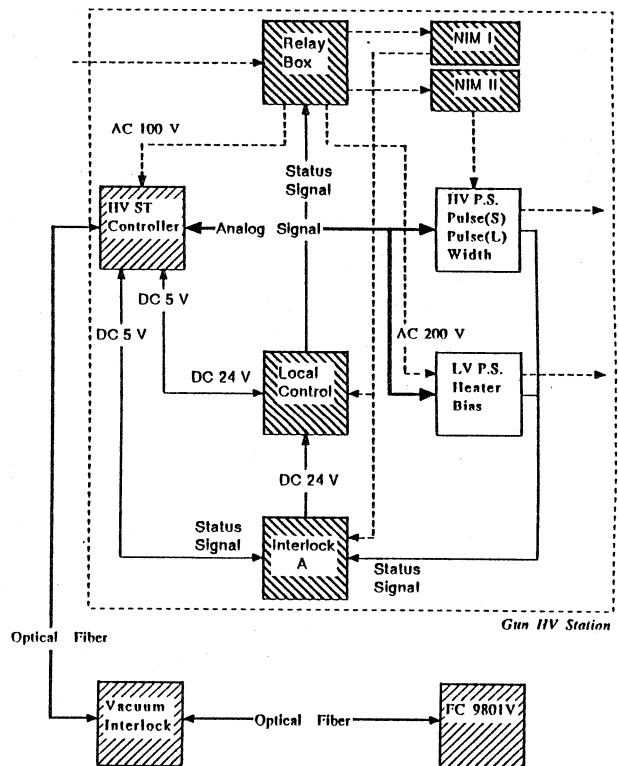 Relay
Box
NIM I
NIM II
AC 100 V
Status
Signal
HV ST
Controller
Analog Signal
HV P.S.
Pulse(S)
Pulse(L)
Width
DC 5 V
DC 5 V
AC 200 V
DC 24 V
Local
Control
LV P.S.
Heater
Bias
DC 24 V
Status
Signal
Interlock
A
Status
Signal
Gun HV Station
Optical Fiber
Vacuum
Interlock
Optical Fiber
FC 9801V